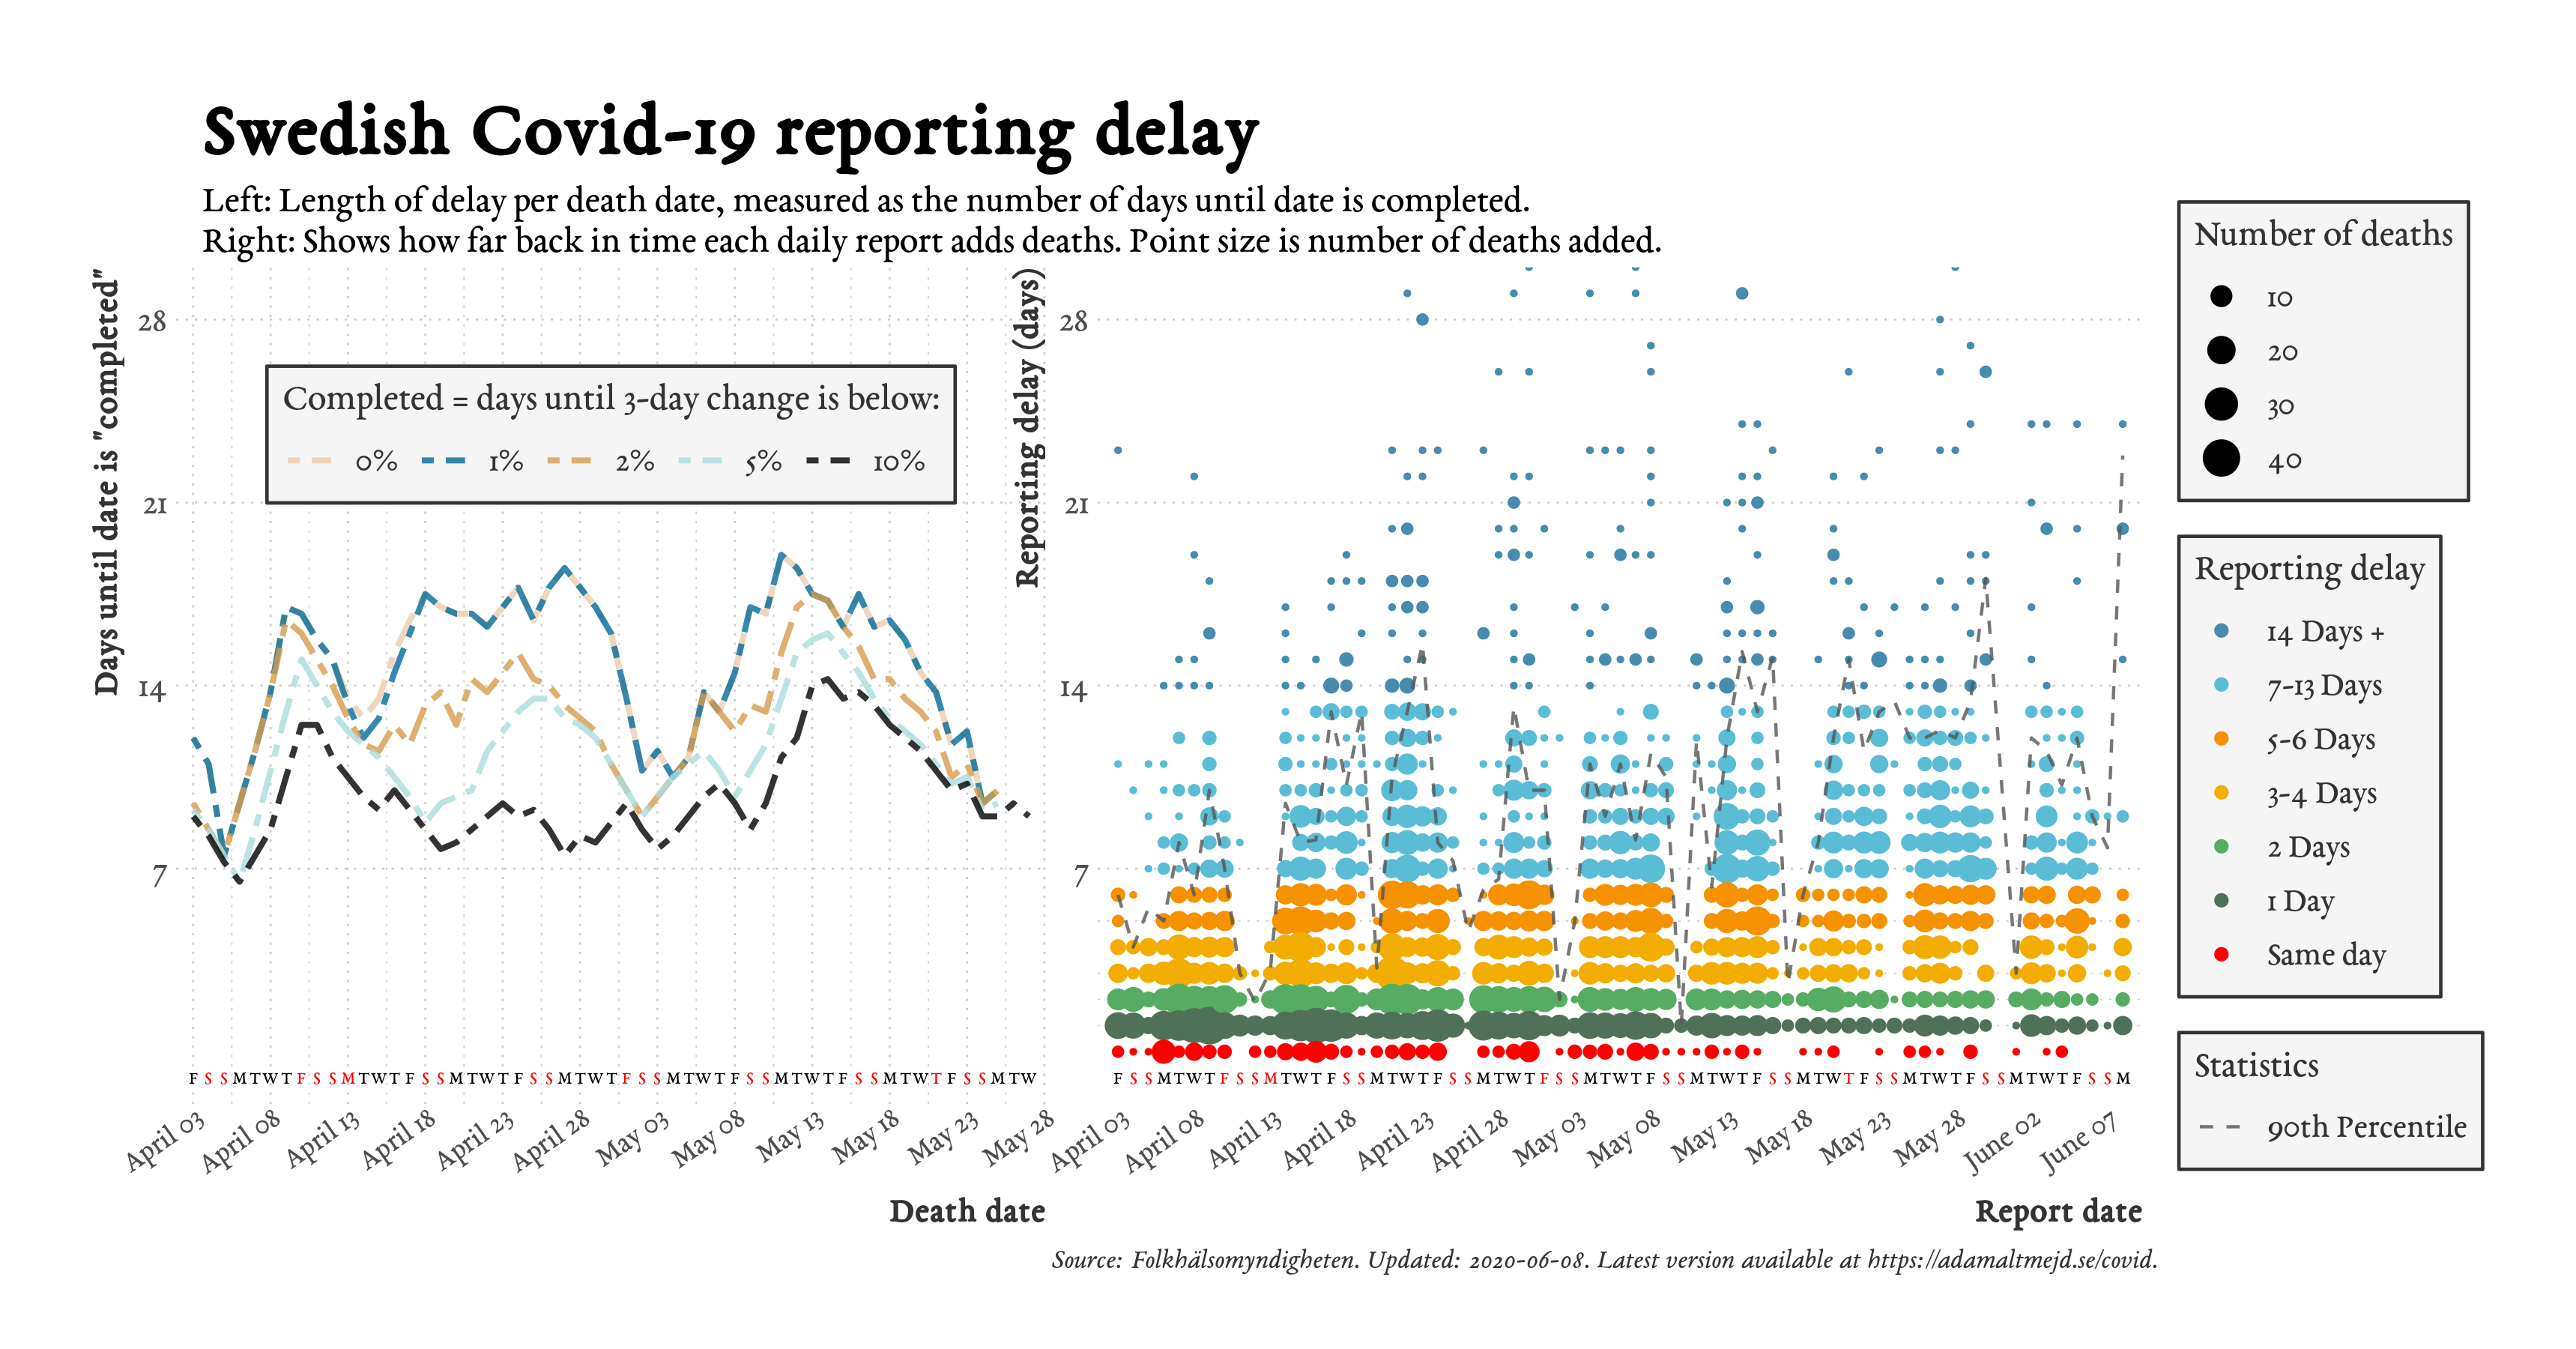 Swedish Covid-19 reporting delay
Left: Length of delay per death date, measured as the number of days until date is completed.
Right: Shows how far back in time each daily report adds deaths. Point size is number of deaths added.
Days until date is "completed"
28
21
14
7
Completed = days until 3-day change is below:
0% 1% 2% 5% 10%
F S S M T W T F S S M T W T F S S M T W T F S S M T W T F S S M T W T F S S M T W T F S S M T W T F S S M T W
April 03 April 08 April 13 April 18 April 23 April 28 May 03 May 08 May 13 May 18 May 23 May 28
Death date
Reporting delay (days)
28
21
14
7
F S S M T W T F S S M T W T F S S M T W T F S S M T W T F S S M T W T F S S M T W T F S S M T W T F S S M T W T F S S M T W T F S S M
April 03 April 08 April 13 April 18 April 23 April 28 May 03 May 08 May 13 May 18 May 23 May 28 June 02 June 07
Report date
Number of deaths
10
20
30
40
Reporting delay
14 Days +
7-13 Days
5-6 Days
3-4 Days
2 Days
1 Day
Same day
Statistics
90th Percentile
Source: Folkhälsomyndigheten. Updated: 2020-06-08. Latest version available at https://adamaltmejd.se/covid.